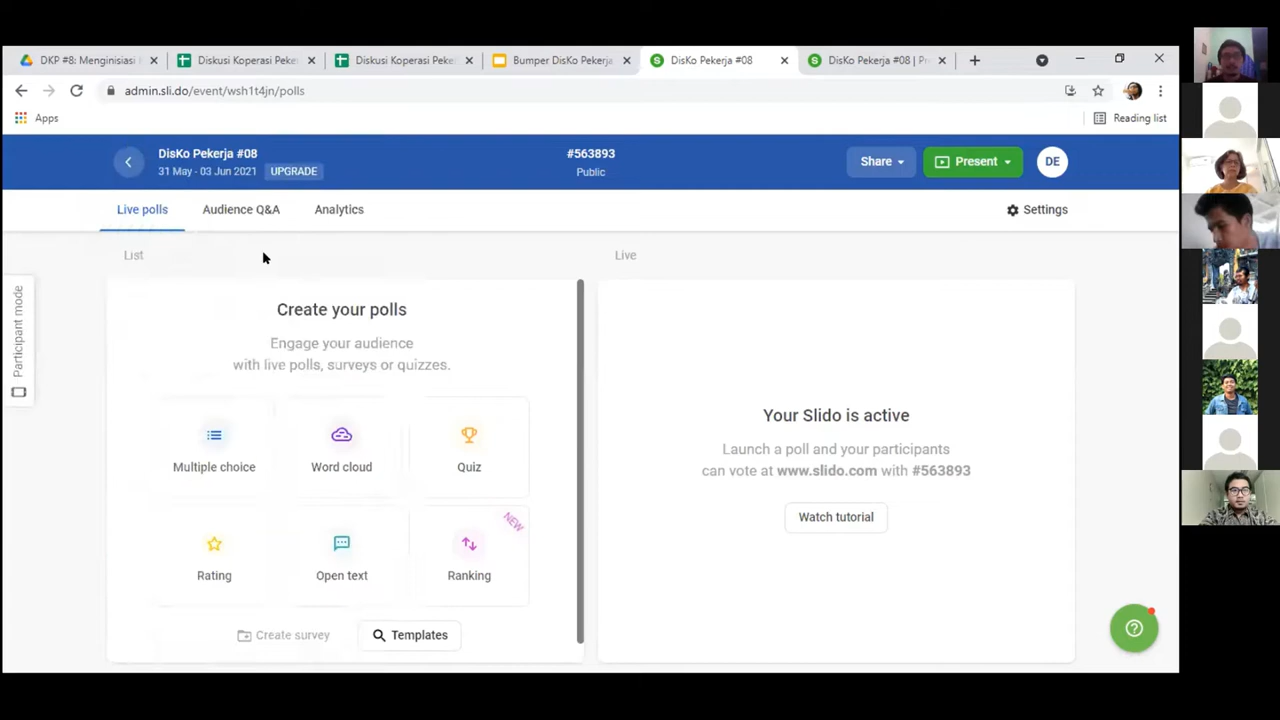 DKP #8: Menginisiasi
Diskusi Koperasi Peke
Diskusi Koperasi Peke
Bumper DisKo Pekerja
DisKo Pekerja #08
DisKo Pekerja #08 | Pr
admin.sli.do/event/wsh1t4jn/polls
Apps
Reading list
DisKo Pekerja #08
31 May - 03 Jun 2021
UPGRADE
#563893
Public
Share
Present
DE
Live polls
Audience Q&A
Analytics
Settings
List
Live
Participant mode
Create your polls
Engage your audience
with live polls, surveys or quizzes.
Multiple choice
Word cloud
Quiz
NEW
Rating
Open text
Ranking
Create survey
Templates
Your Slido is active
Launch a poll and your participants
can vote at www.slido.com with #563893
Watch tutorial